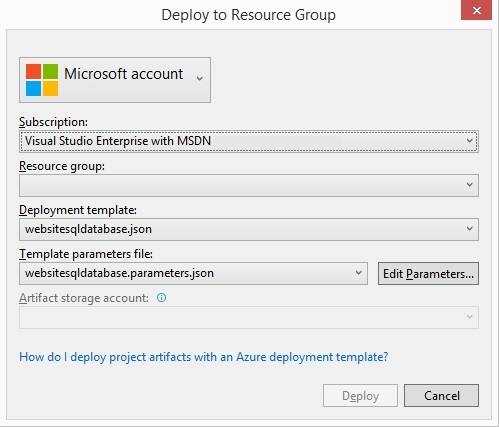 Deploy to Resource Group
Microsoft account
Subscription:
Visual Studio Enterprise with MSDN
Resource group:
Deployment template:
websitesqldatabase.json
Template parameters file:
websitesqldatabase.parameters.json
Edit Parameters...
Artifact storage account:
How do I deploy project artifacts with an Azure deployment template?
Deploy
Cancel